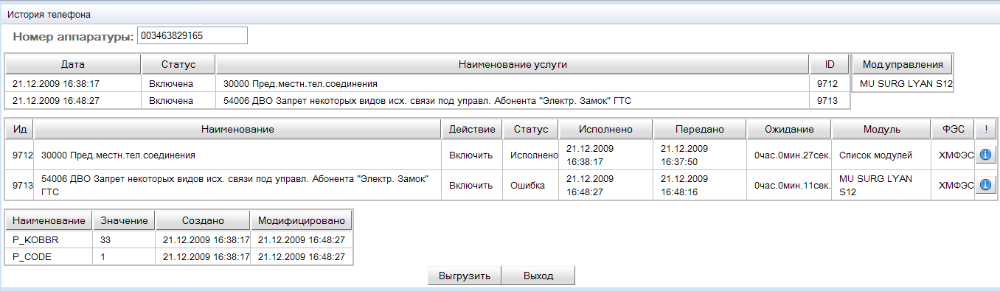 История телефона
Номер аппаратуры: 003463829165
Дата Статус Наименование услуги ID Мод.управления
21.12.2009 16:38:17 Включена 30000 Пред.местн.тел.соединения 9712 MU SURG LYAN S12
21.12.2009 16:48:27 Включена 54006 ДВО Запрет некоторых видов исх. связи под управл. Абонента "Электр. Замок" ГТС 9713
Ид Наименование Действие Статус Исполнено Передано Ожидание Модуль ФЭС !
9712 30000 Пред.местн.тел.соединения Включить Исполнено 21.12.2009 16:38:17 21.12.2009 16:37:50 0час.0мин.27сек. Список модулей ХМФЭС
9713 54006 ДВО Запрет некоторых видов исх. связи под управл. Абонента "Электр. Замок" ГТС Включить Ошибка 21.12.2009 16:48:27 21.12.2009 16:48:16 0час.0мин.11сек. MU SURG LYAN S12 ХМФЭС
Наименование Значение Создано Модифицировано
P_KOBBR 33 21.12.2009 16:38:17 21.12.2009 16:48:27
P_CODE 1 21.12.2009 16:38:17 21.12.2009 16:48:27
Выгрузить Выход